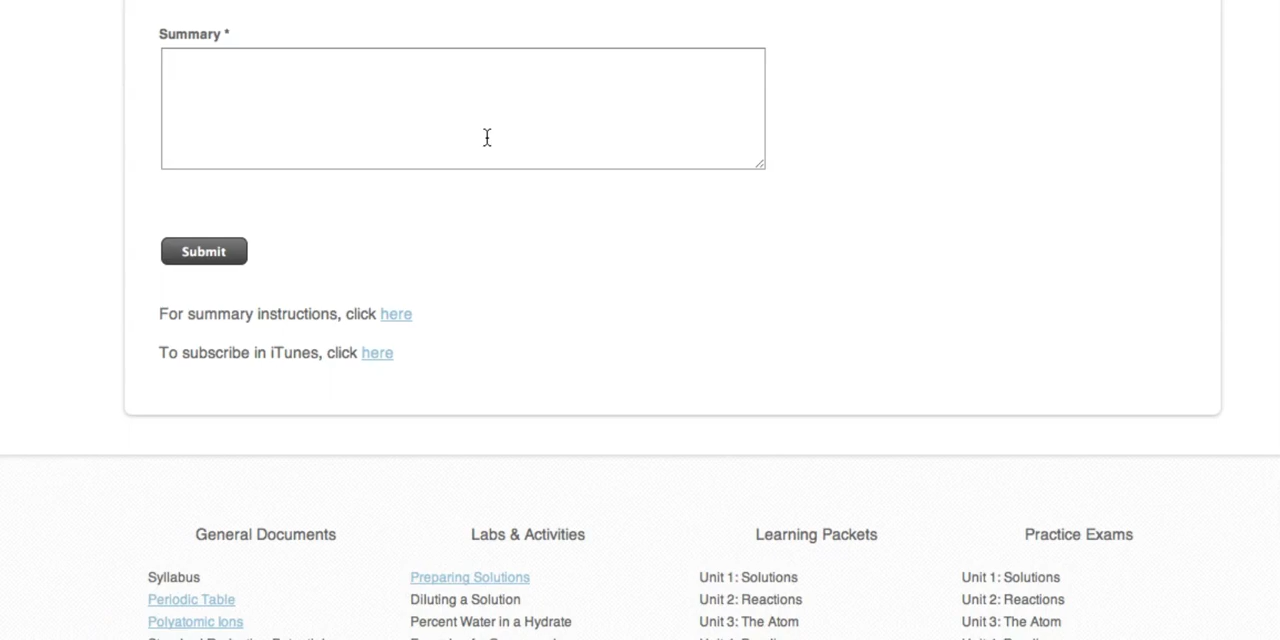 Summary *
Submit
For summary instructions, click here
To subscribe in iTunes, click here
General Documents Labs & Activities Learning Packets Practice Exams
Syllabus Preparing Solutions Unit 1: Solutions Unit 1: Solutions
Periodic Table Diluting a Solution Unit 2: Reactions Unit 2: Reactions
Polyatomic Ions Percent Water in a Hydrate Unit 3: The Atom Unit 3: The Atom